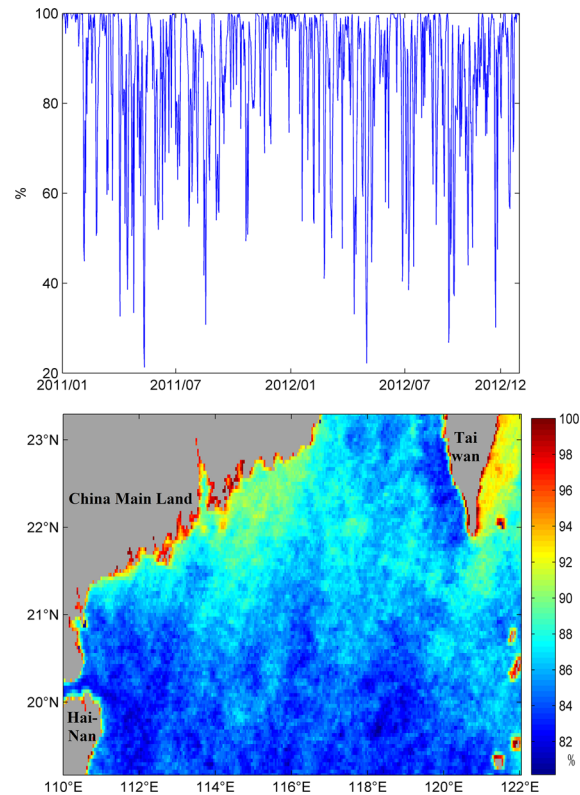 100
80
%
60
40
20
2011/01 2011/07 2012/01 2012/07 2012/12
23°N
22°N
21°N
20°N
China Main Land
Tai
wan
Hai-
Nan
110°E 112°E 114°E 116°E 118°E 120°E 122°E
100
98
96
94
92
90
88
86
84
82
%